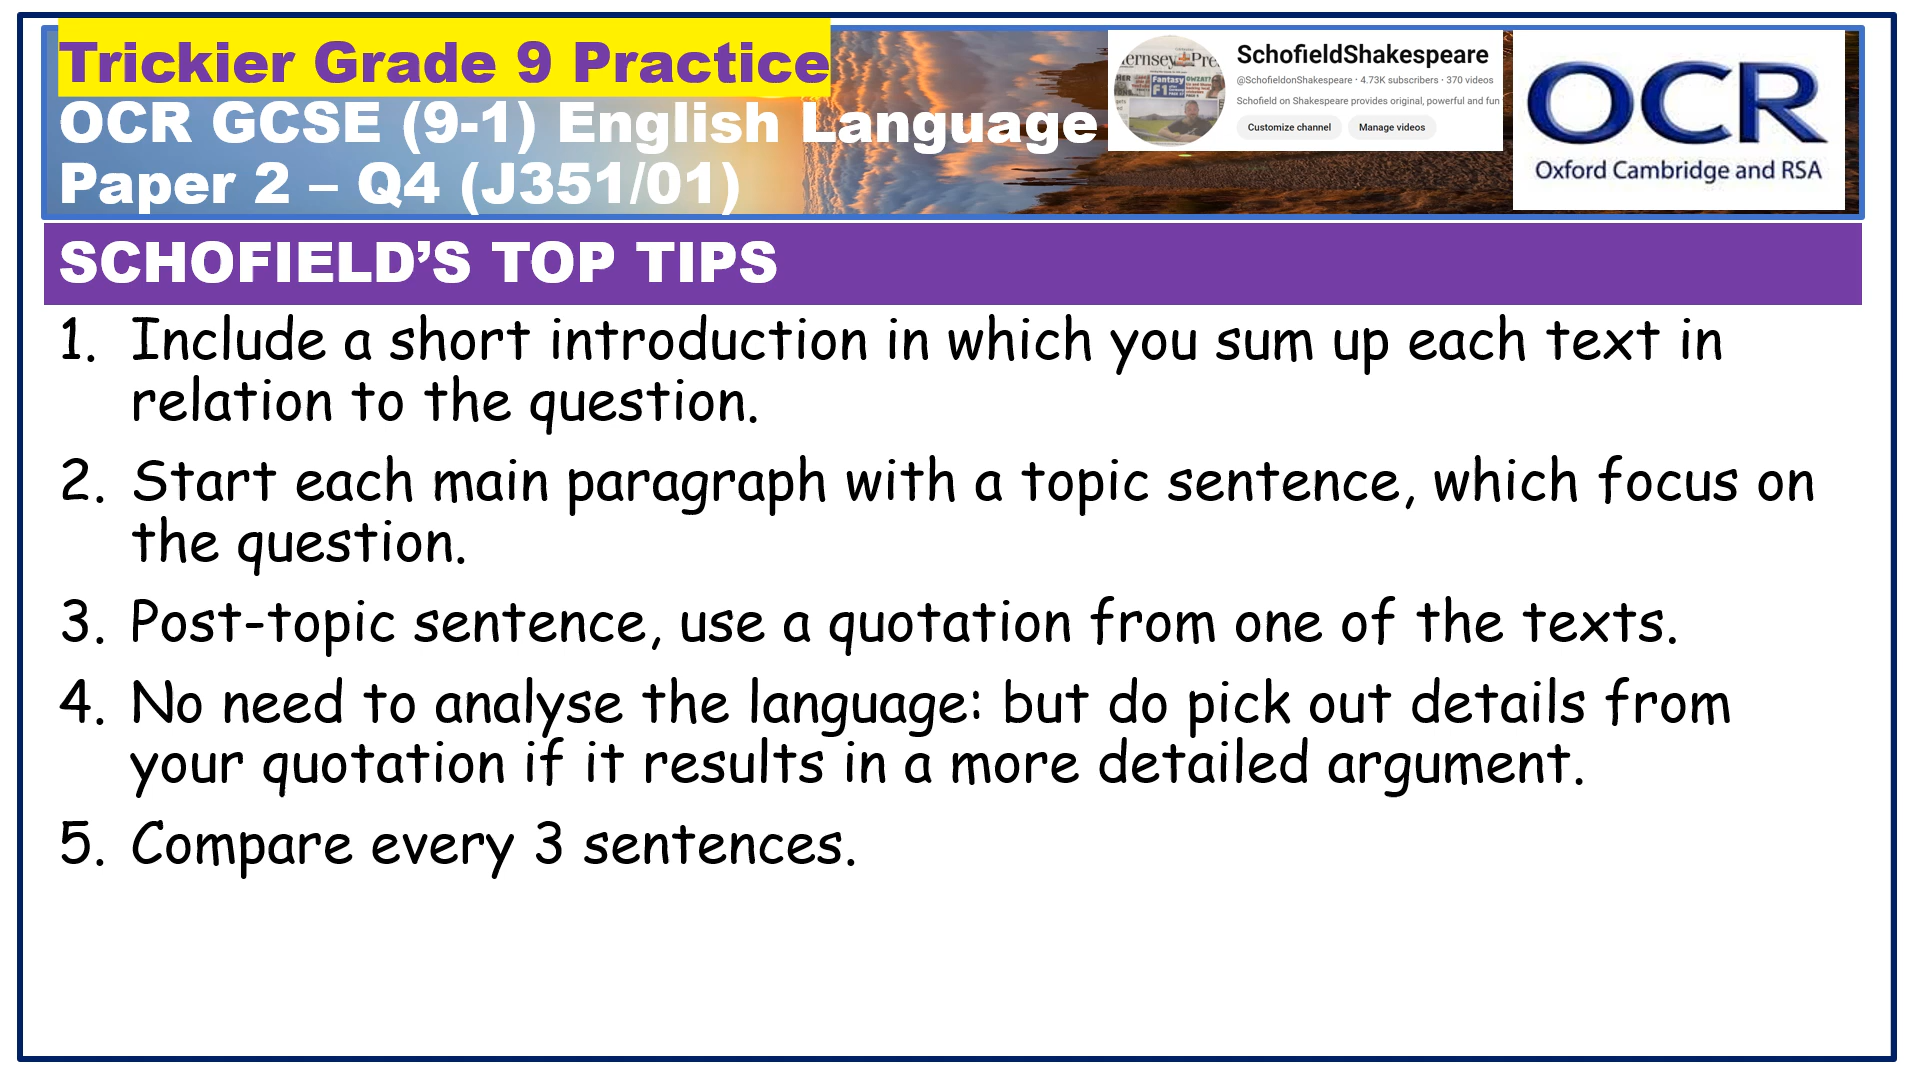 Trickier Grade 9 Practice
OCR GCSE (9-1) English Language
Paper 2 – Q4 (J351/01)
ernsey Pre
Fantasy
F1
OWZAT!
SchofieldShakespeare
@SchofieldonShakespeare · 4.73K subscribers · 370 videos
Schofield on Shakespeare provides original, powerful and fun
Customize channel Manage videos
OCR
Oxford Cambridge and RSA
SCHOFIELD’S TOP TIPS
1. Include a short introduction in which you sum up each text in
relation to the question.
2. Start each main paragraph with a topic sentence, which focus on
the question.
3. Post-topic sentence, use a quotation from one of the texts.
4. No need to analyse the language: but do pick out details from
your quotation if it results in a more detailed argument.
5. Compare every 3 sentences.